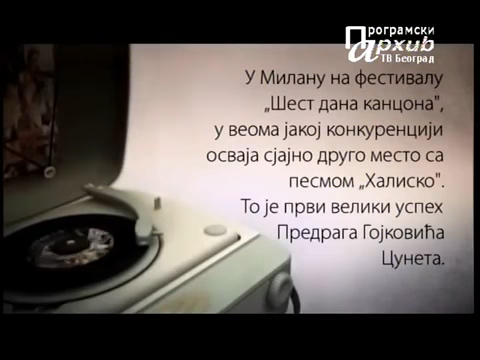 Програмски
Архив
ТВ Београд
У Милану на фестивалу
„Шест дана канцона",
у веома јакој конкуренцији
осваја сјајно друго место са
песмом „Халиско".
То је први велики успех
Предрага Гојковића
Цунета.